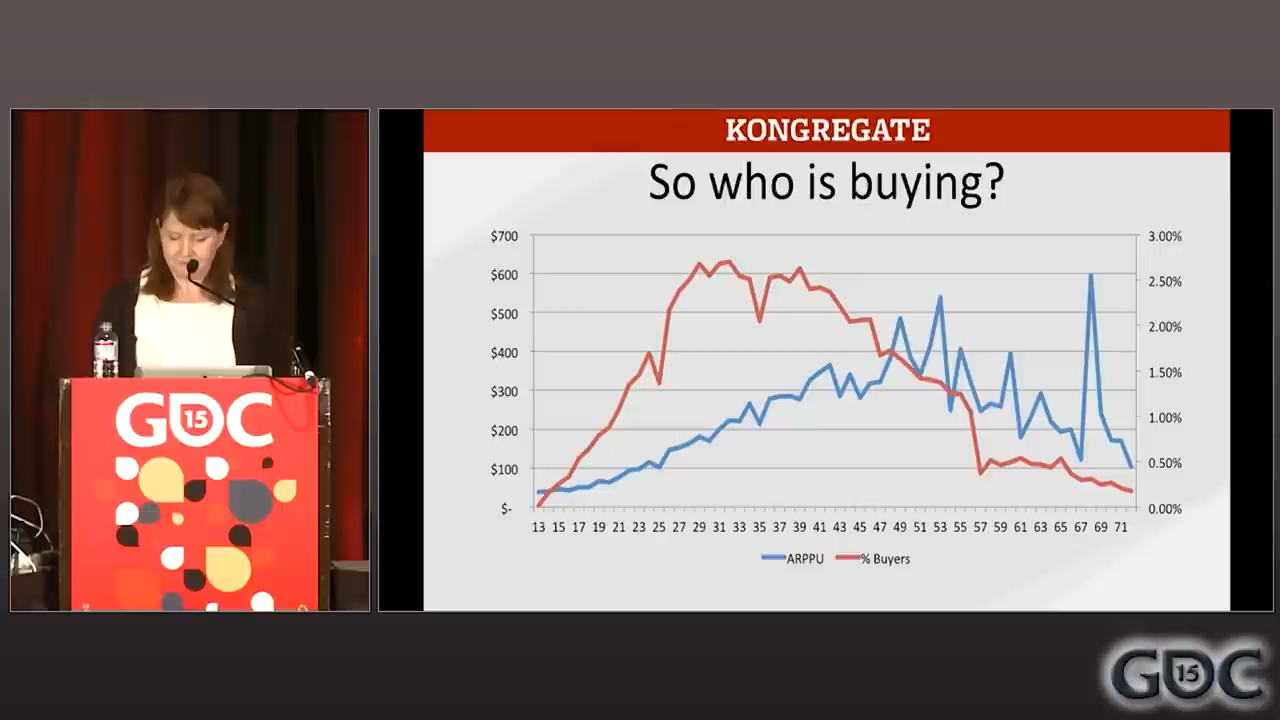 KONGREGATE
So who is buying?
$700
$600
$500
$400
$300
$200
$100
$-
3.00%
2.50%
2.00%
1.50%
1.00%
0.50%
0.00%
13 15 17 19 21 23 25 27 29 31 33 35 37 39 41 43 45 47 49 51 53 55 57 59 61 63 65 67 69 71
ARPPU % Buyers
GDC
15
GDC
15